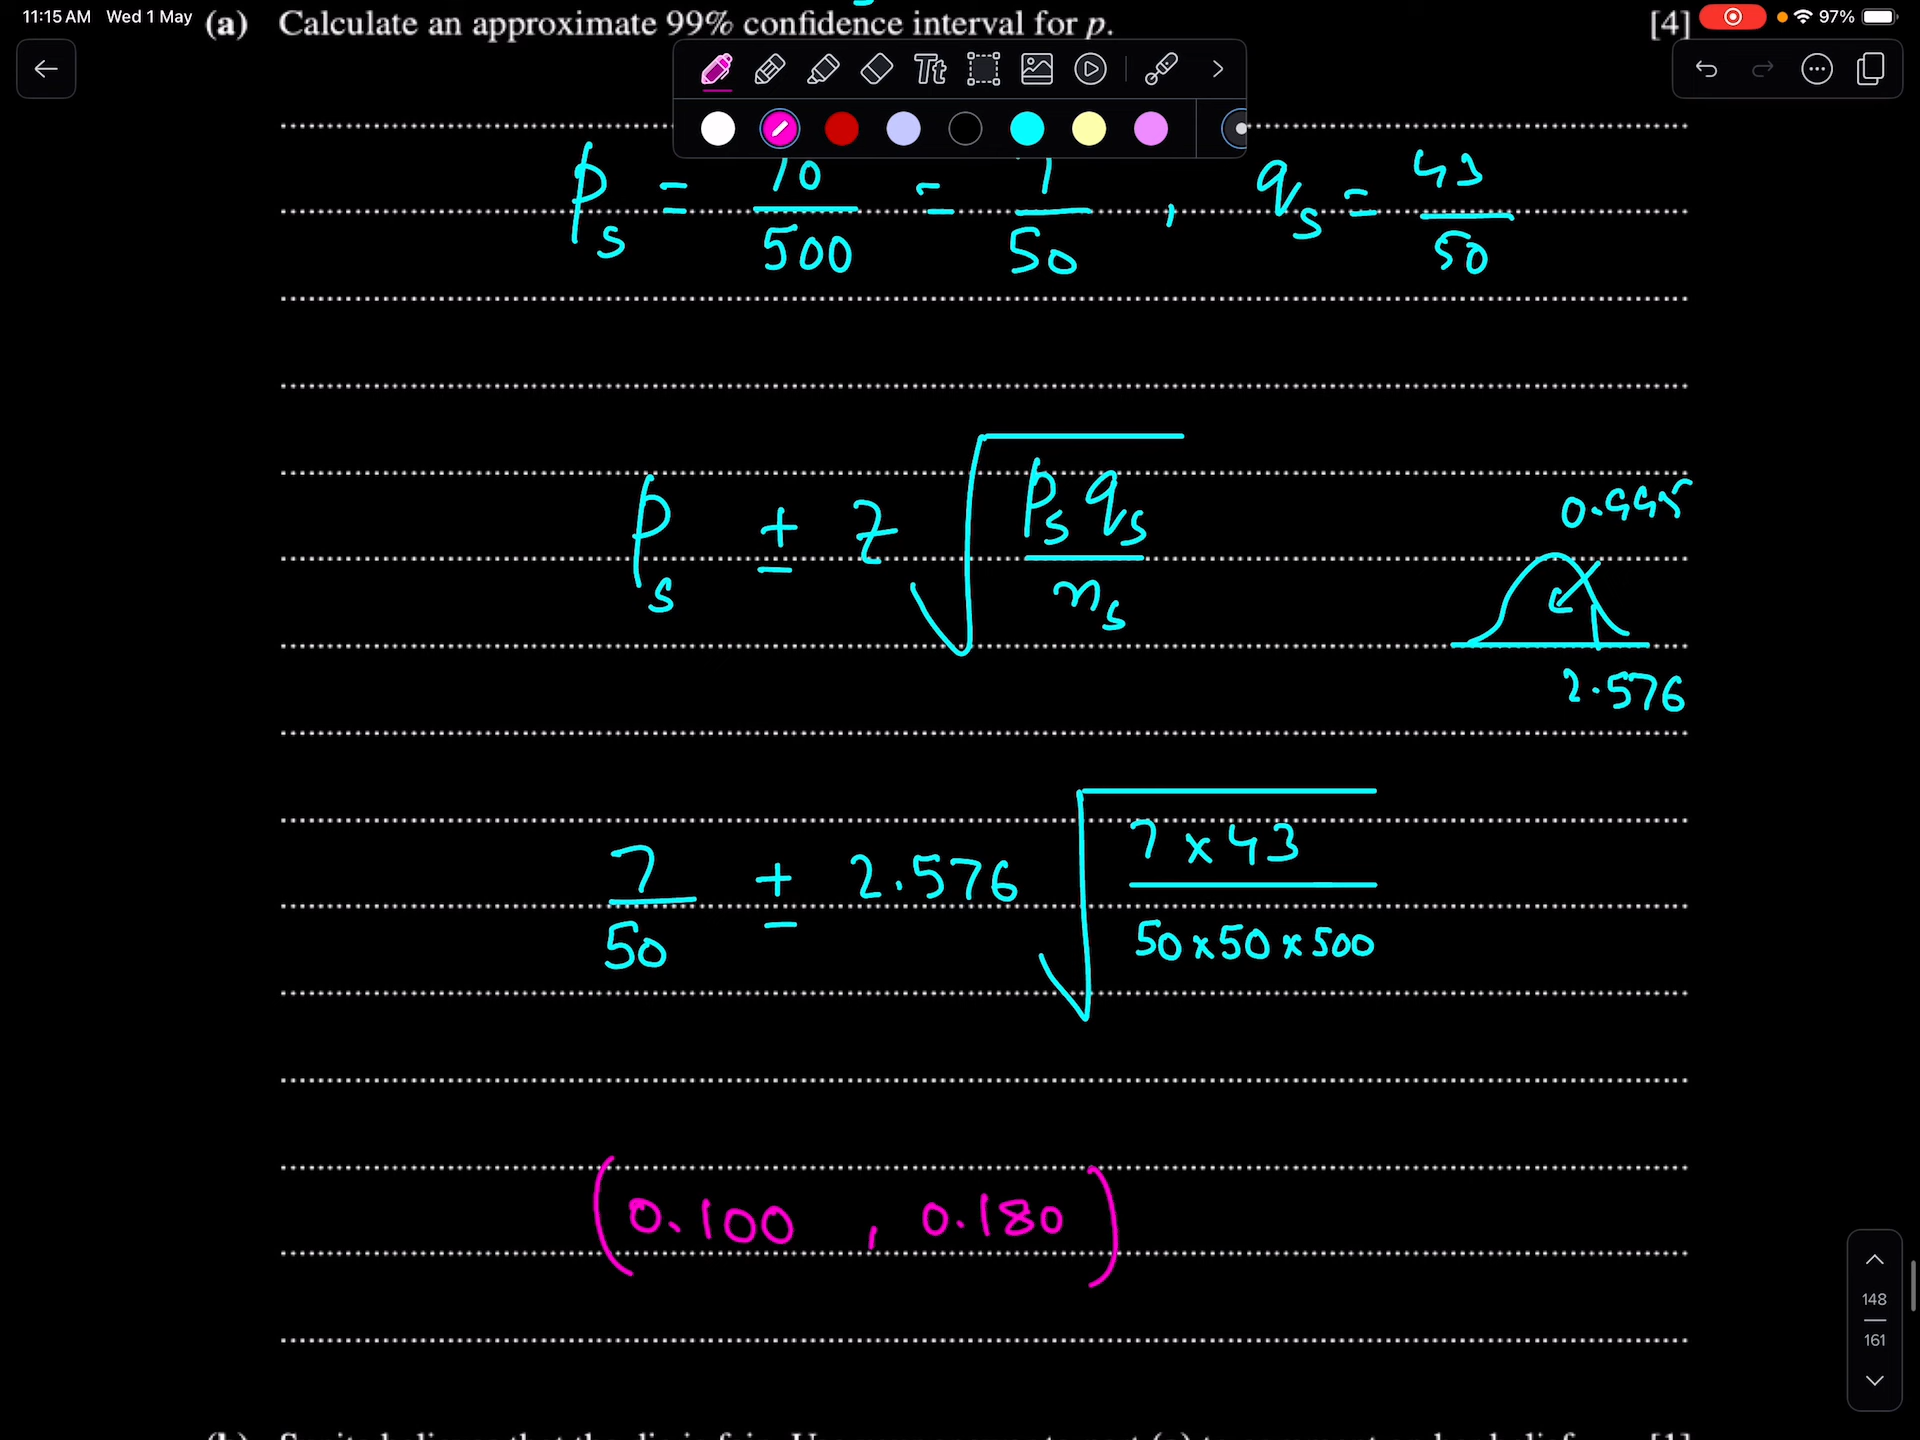 11:15 AM Wed 1 May
97%
(a) Calculate an approximate 99% confidence interval for p. [4]
Tt
p_s = 70/500 = 7/50 , q_s = 43/50
p_s ± z √(p_s q_s / n_s)
0.995
2.576
7/50 ± 2.576 √(7 × 43 / 50 × 50 × 500)
(0.100 , 0.180)
148
161
[1]